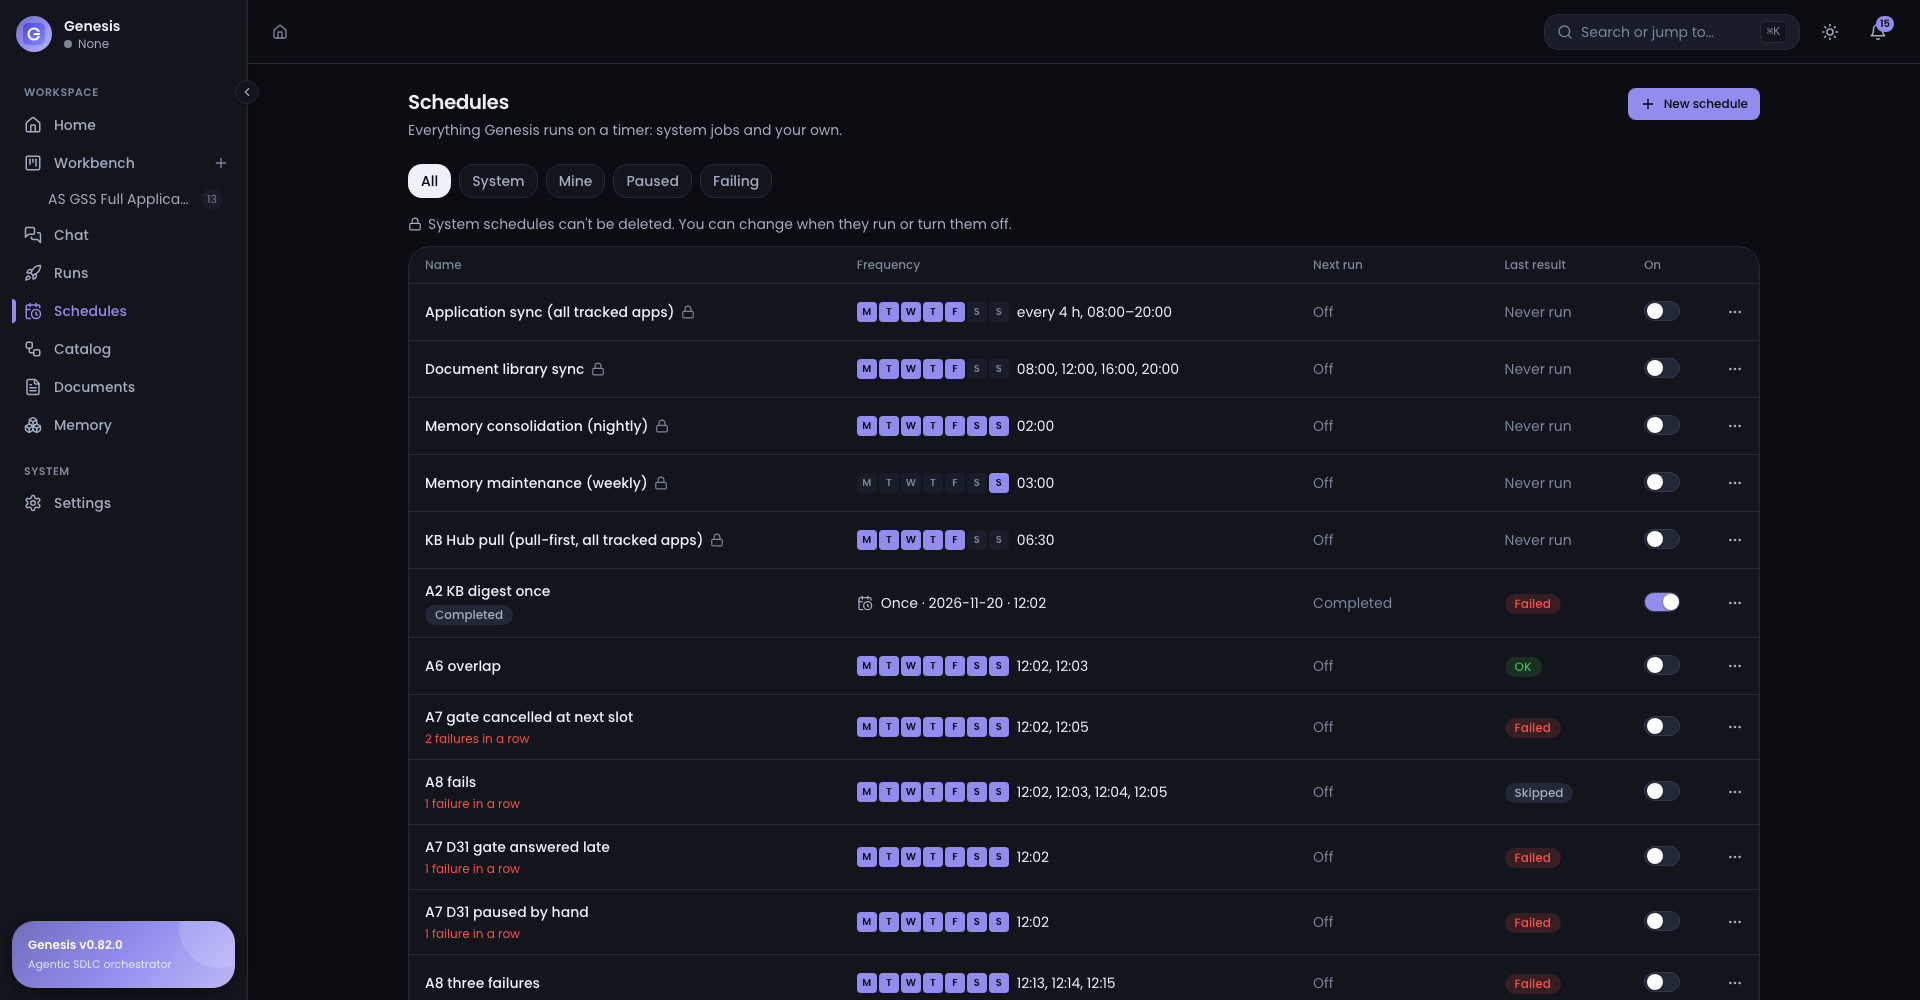 Genesis
None
15
Search or jump to...
⌘K
WORKSPACE
Home
Workbench
AS GSS Full Applica...
13
Chat
Runs
Schedules
Catalog
Documents
Memory
SYSTEM
Settings
Genesis v0.82.0
Agentic SDLC orchestrator
Schedules
Everything Genesis runs on a timer: system jobs and your own.
New schedule
All System Mine Paused Failing
System schedules can't be deleted. You can change when they run or turn them off.
Name Frequency Next run Last result On
Application sync (all tracked apps) M T W T F S S every 4 h, 08:00–20:00 Off Never run
Document library sync M T W T F S S 08:00, 12:00, 16:00, 20:00 Off Never run
Memory consolidation (nightly) M T W T F S S 02:00 Off Never run
Memory maintenance (weekly) M T W T F S S 03:00 Off Never run
KB Hub pull (pull-first, all tracked apps) M T W T F S S 06:30 Off Never run
A2 KB digest once
Completed
Once · 2026-11-20 · 12:02 Completed Failed
A6 overlap M T W T F S S 12:02, 12:03 Off OK
A7 gate cancelled at next slot
2 failures in a row
M T W T F S S 12:02, 12:05 Off Failed
A8 fails
1 failure in a row
M T W T F S S 12:02, 12:03, 12:04, 12:05 Off Skipped
A7 D31 gate answered late
1 failure in a row
M T W T F S S 12:02 Off Failed
A7 D31 paused by hand
1 failure in a row
M T W T F S S 12:02 Off Failed
A8 three failures M T W T F S S 12:13, 12:14, 12:15 Off Failed